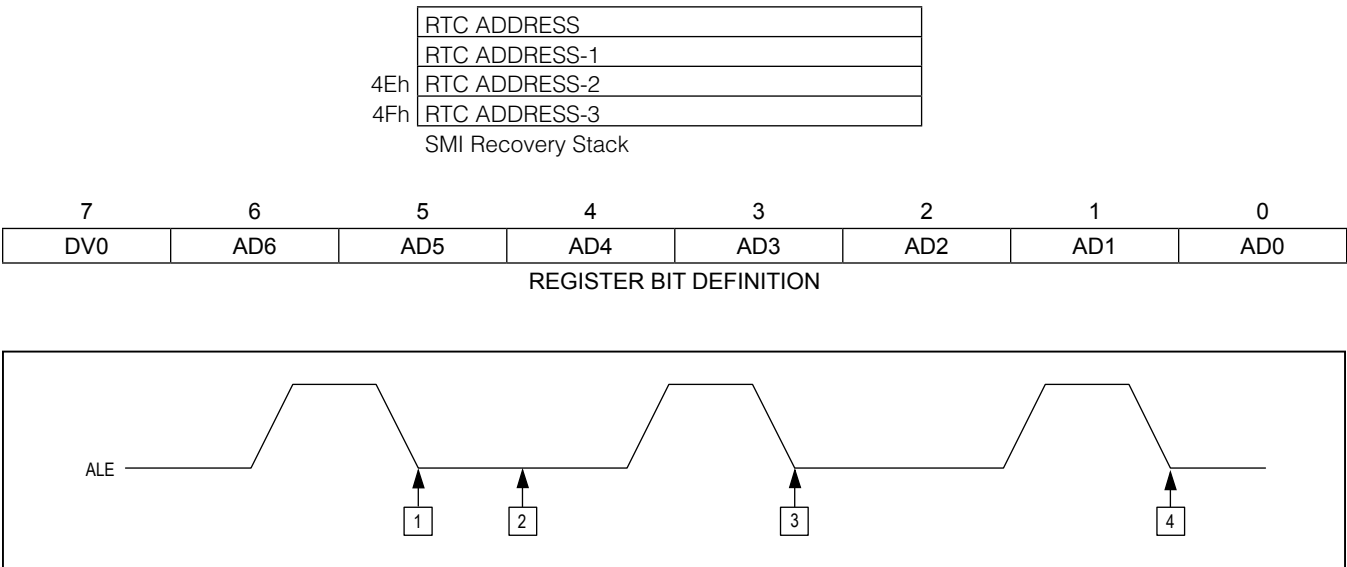 RTC ADDRESS
RTC ADDRESS-1
4Eh RTC ADDRESS-2
4Fh RTC ADDRESS-3
SMI Recovery Stack
7 6 5 4 3 2 1 0
DV0 AD6 AD5 AD4 AD3 AD2 AD1 AD0
REGISTER BIT DEFINITION
ALE
1 2 3 4